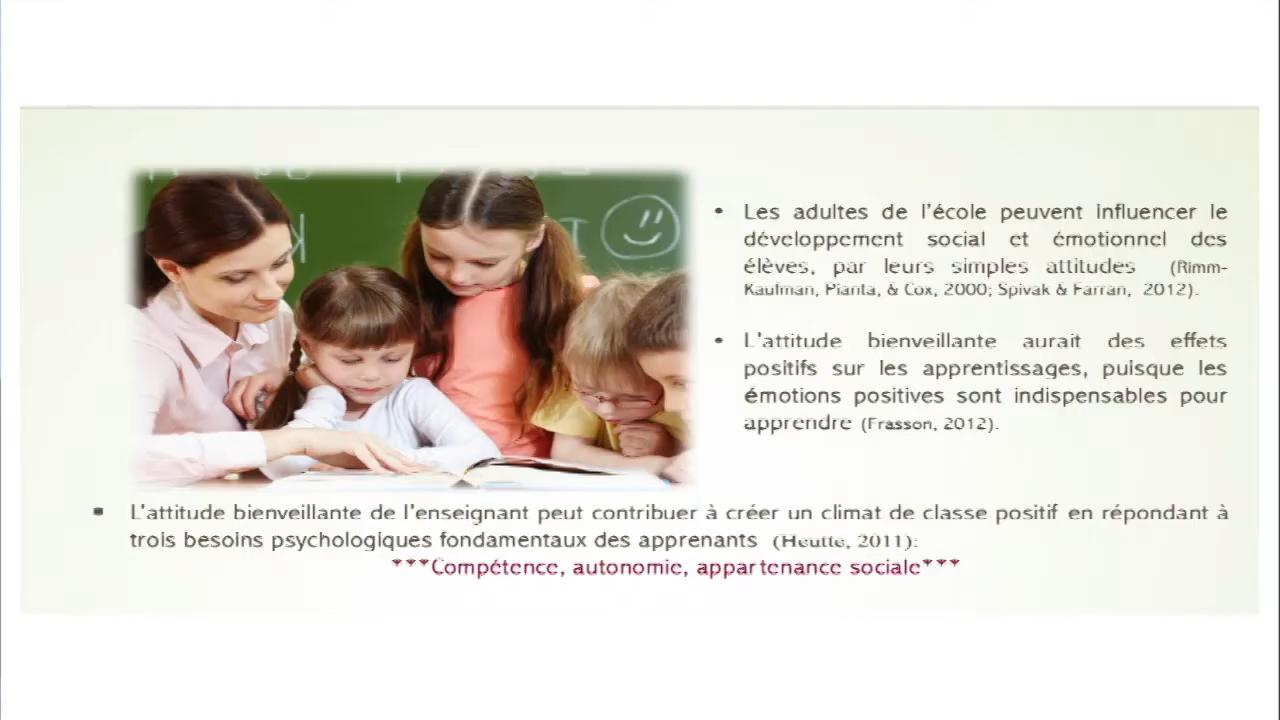 • Les adultes de l'école peuvent influencer le
développement social et émotionnel des
élèves, par leurs simples attitudes (Rimm-
Kaufman, Pianta, & Cox, 2000; Spivak & Farran, 2012).
• L'attitude bienveillante aurait des effets
positifs sur les apprentissages, puisque les
émotions positives sont indispensables pour
apprendre (Frasson, 2012).
▪ L'attitude bienveillante de l'enseignant peut contribuer à créer un climat de classe positif en répondant à
trois besoins psychologiques fondamentaux des apprenants (Heutte, 2011):
***Compétence, autonomie, appartenance sociale***